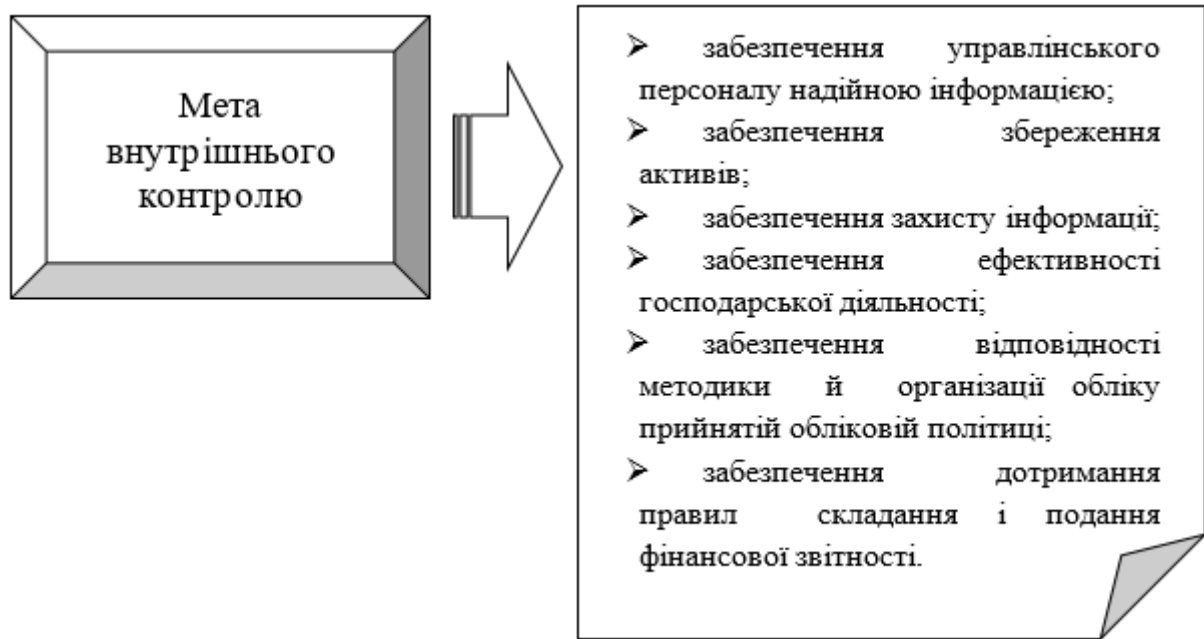 Мета
внутрішнього
контролю
➢ забезпечення управлінського
персоналу надійною інформацією;
➢ забезпечення збереження
активів;
➢ забезпечення захисту інформації;
➢ забезпечення ефективності
господарської діяльності;
➢ забезпечення відповідності
методики й організації обліку
прийнятій обліковій політиці;
➢ забезпечення дотримання
правил складання і подання
фінансової звітності.